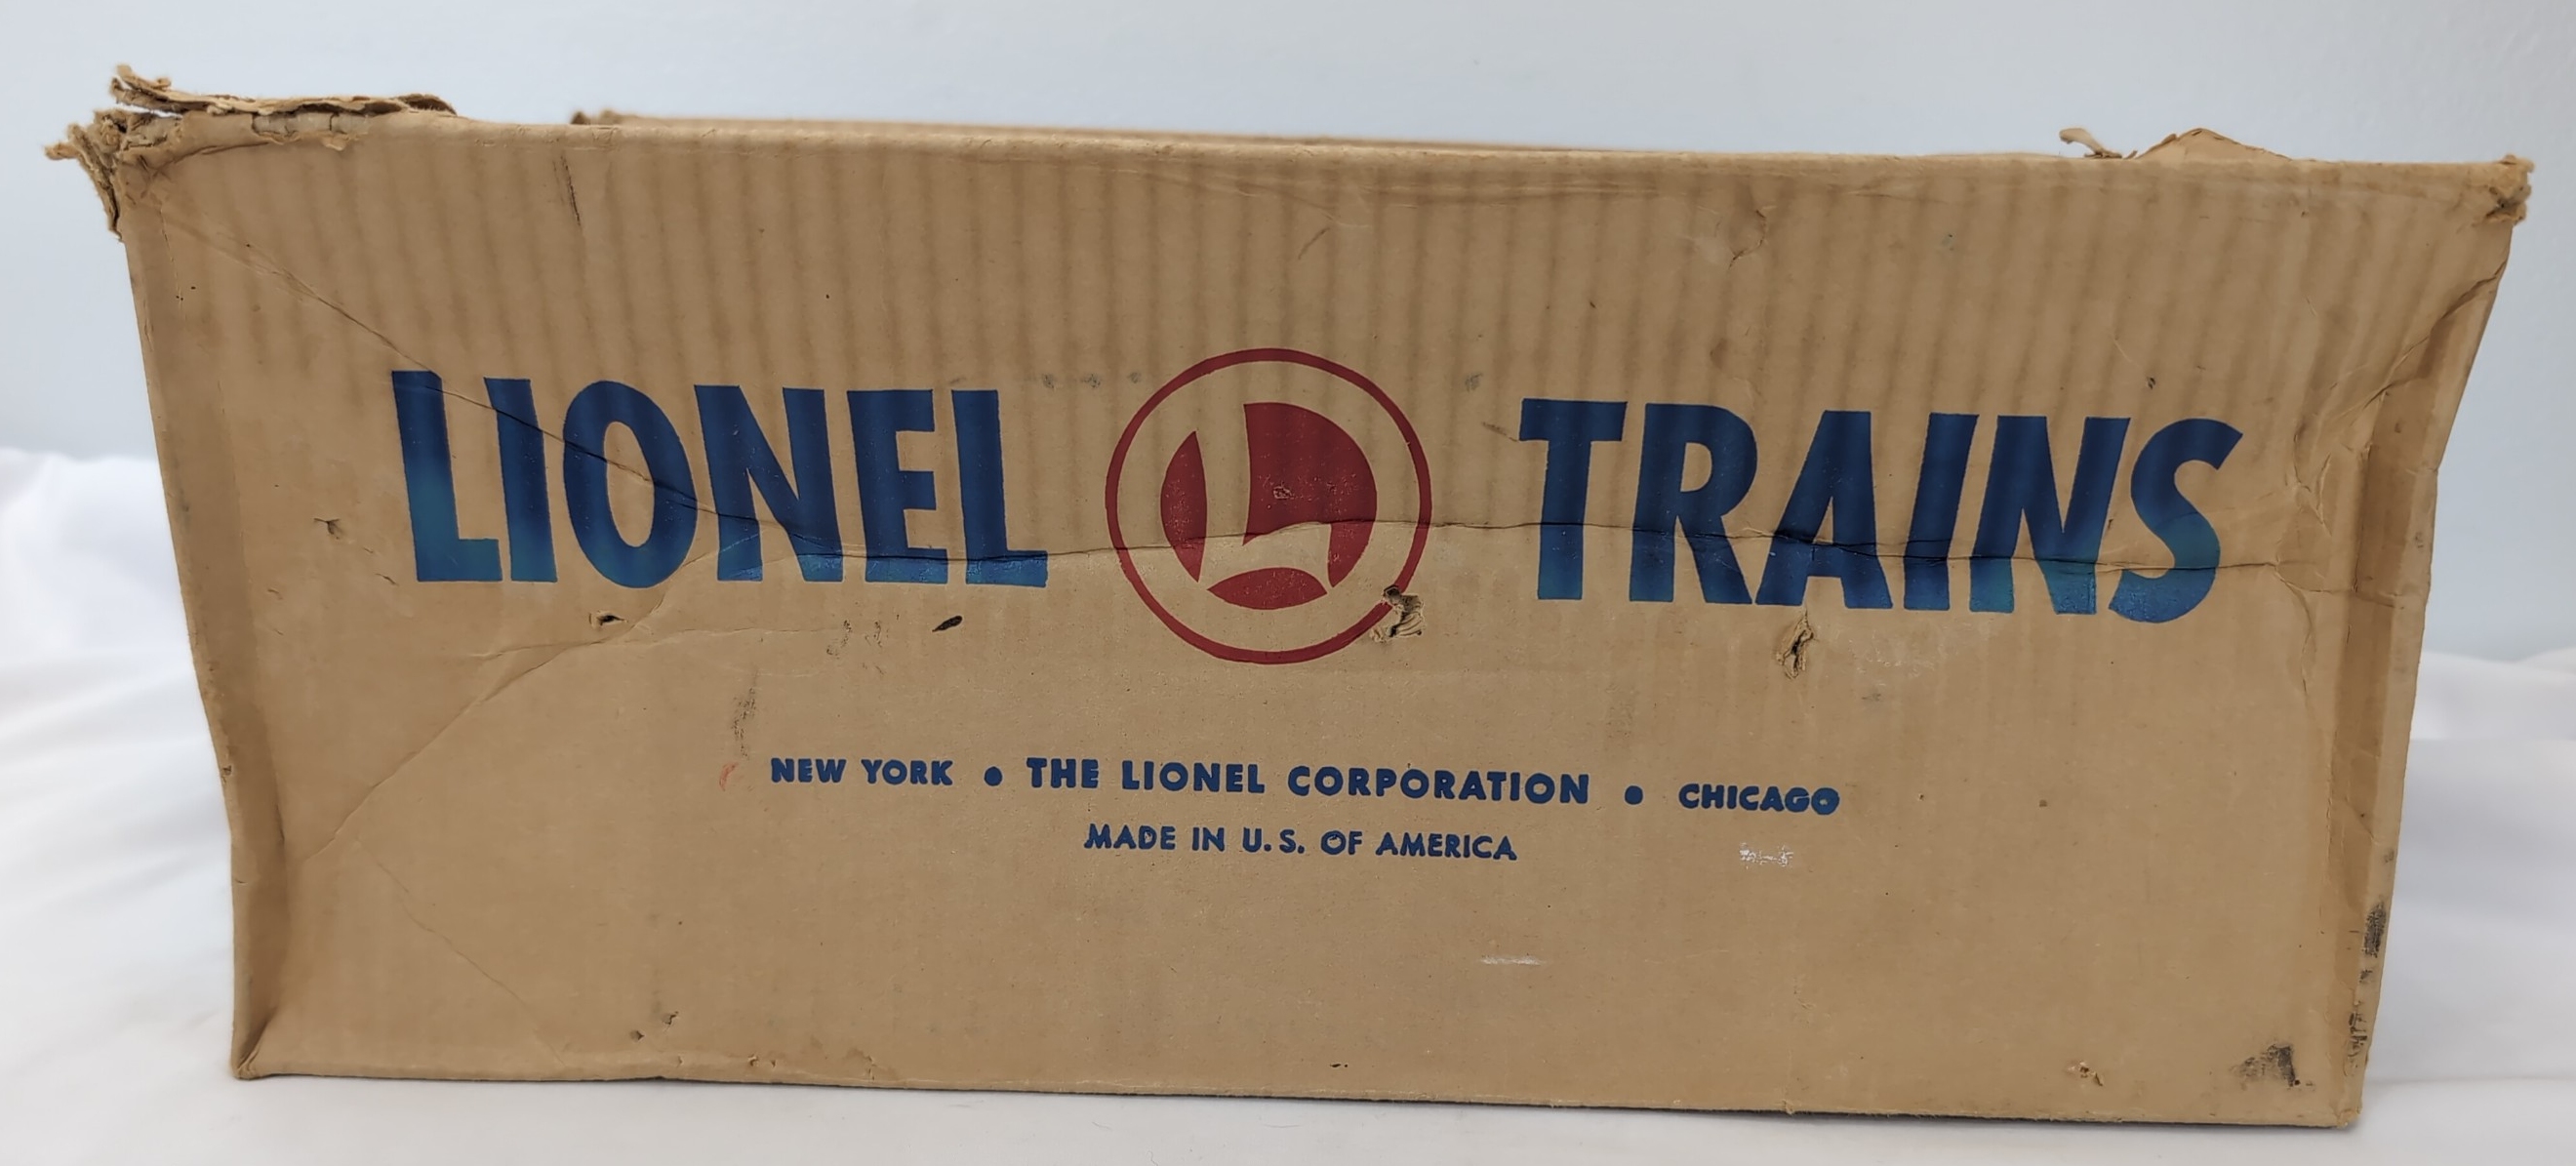 LIONEL L TRAINS
NEW YORK • THE LIONEL CORPORATION • CHICAGO
MADE IN U.S. OF AMERICA